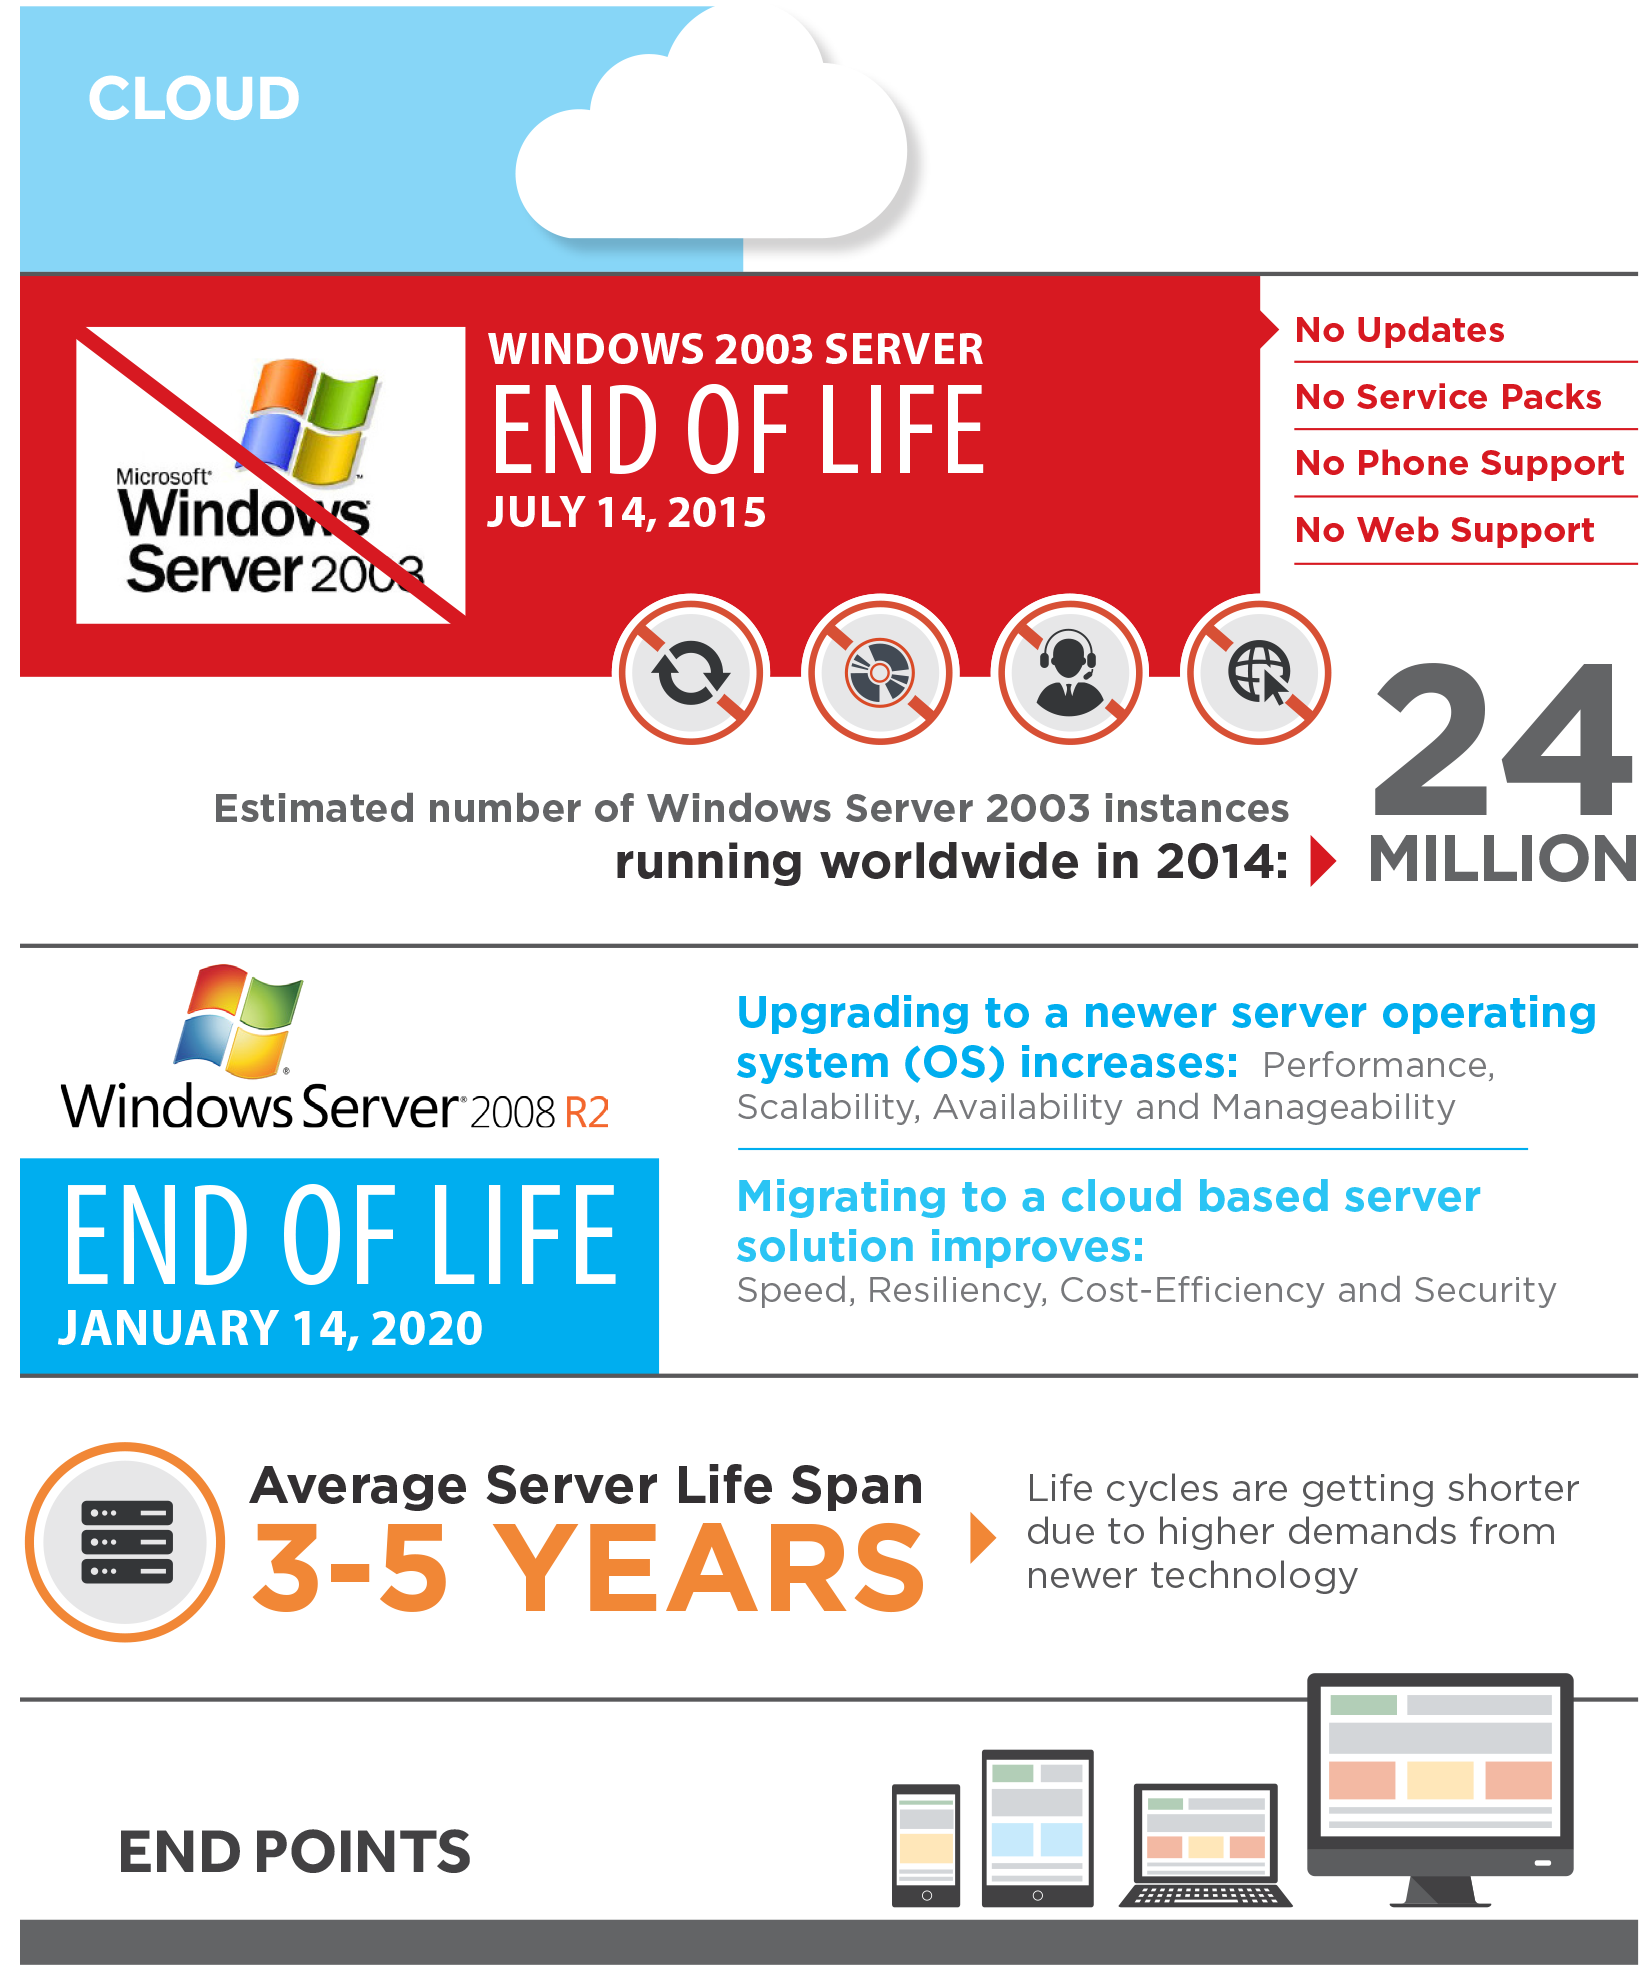 CLOUD
Microsoft®
Windows
Server 2003
WINDOWS 2003 SERVER
END OF LIFE
JULY 14, 2015
No Updates
No Service Packs
No Phone Support
No Web Support
Estimated number of Windows Server 2003 instances
running worldwide in 2014:
24
MILLION
Windows Server® 2008 R2
END OF LIFE
JANUARY 14, 2020
Upgrading to a newer server operating
system (OS) increases: Performance,
Scalability, Availability and Manageability
Migrating to a cloud based server
solution improves:
Speed, Resiliency, Cost-Efficiency and Security
Average Server Life Span
3-5 YEARS
Life cycles are getting shorter
due to higher demands from
newer technology
END POINTS